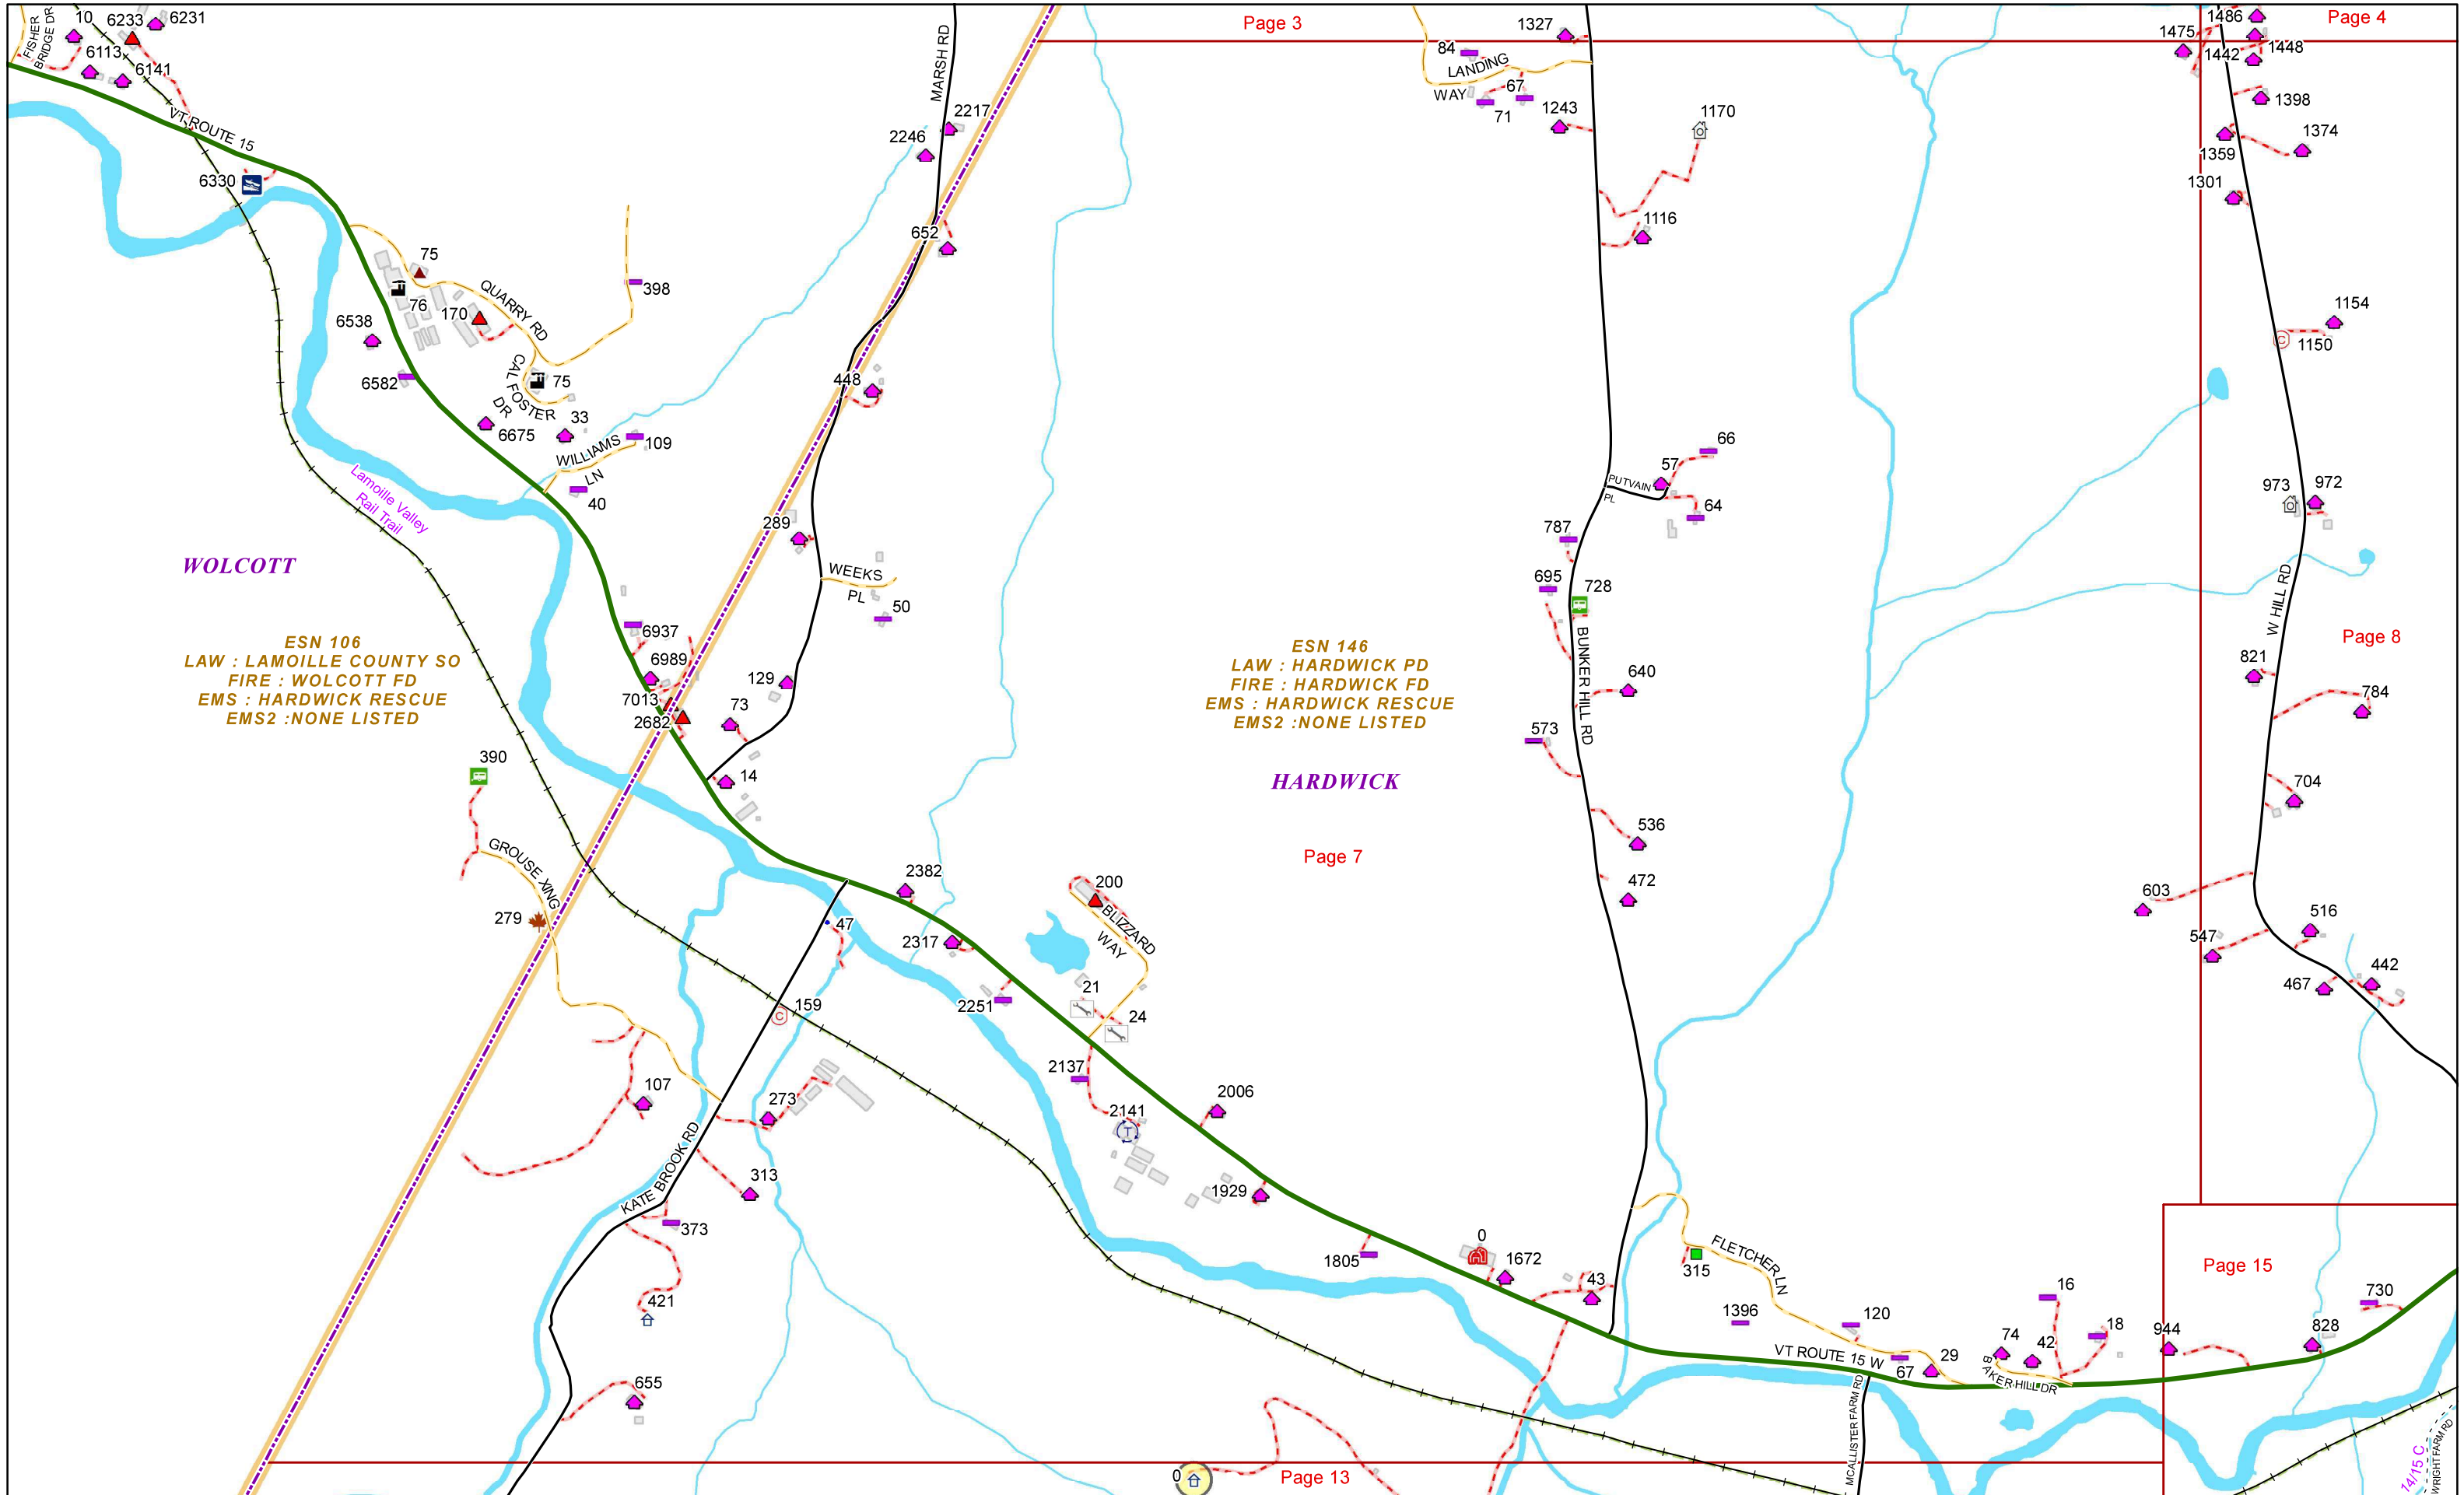 Page 3
Page 4
10
6233
6231
FISHER
BRIDGE DR
6113
6141
VT ROUTE 15
6330
MARSH RD
2217
2246
652
84
LANDING
WAY
67
71
1327
1243
1170
1116
1486
1475
1442
1448
1398
1374
1359
1301
1154
1150
75
76
170
QUARRY RD
398
6538
6582
CAL FOSTER
DR
75
6675
33
WILLIAMS
LN
109
40
448
289
WEEKS
PL
50
Lamoille Valley
Rail Trail
WOLCOTT
ESN 106
LAW : LAMOILLE COUNTY SO
FIRE : WOLCOTT FD
EMS : HARDWICK RESCUE
EMS2 :NONE LISTED
6937
6989
7013
2682
129
73
14
390
GROUSE XING
279
66
57
PUTVAIN
PL
64
787
695
728
BUNKER HILL RD
640
573
536
472
ESN 146
LAW : HARDWICK PD
FIRE : HARDWICK FD
EMS : HARDWICK RESCUE
EMS2 :NONE LISTED
HARDWICK
Page 7
973
972
W HILL RD
Page 8
821
784
704
603
516
547
467
442
2382
47
2317
2251
200
BLIZZARD
WAY
21
24
159
2137
2141
2006
1929
107
273
313
KATE BROOK RD
373
421
655
1805
0
1672
43
315
FLETCHER LN
1396
120
VT ROUTE 15 W
67
29
74
42
BAKER HILL DR
16
18
944
Page 15
730
828
MCALLISTER FARM RD
0
Page 13
14/15 C
WRIGHT FARM RD